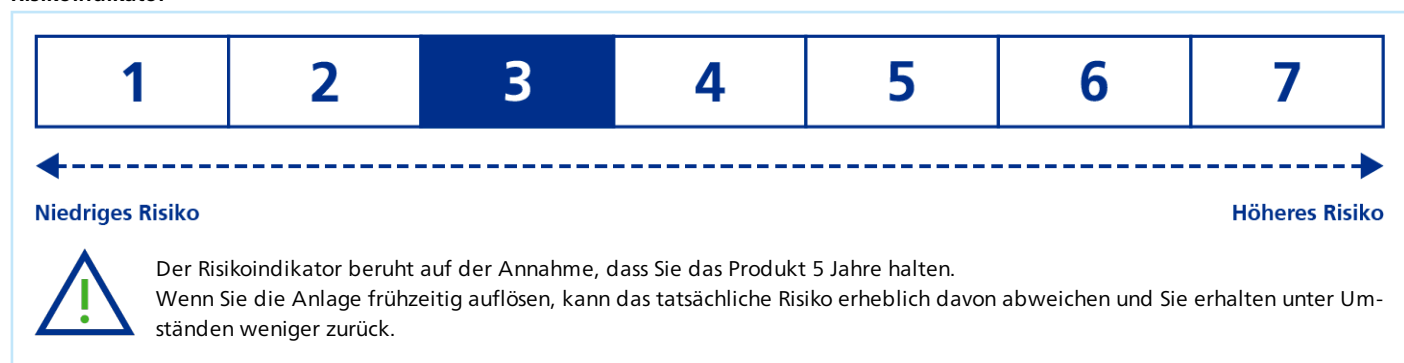 1 2 3 4 5 6 7
Niedriges Risiko Höheres Risiko
Der Risikoindikator beruht auf der Annahme, dass Sie das Produkt 5 Jahre halten.
Wenn Sie die Anlage frühzeitig auflösen, kann das tatsächliche Risiko erheblich davon abweichen und Sie erhalten unter Um-
ständen weniger zurück.